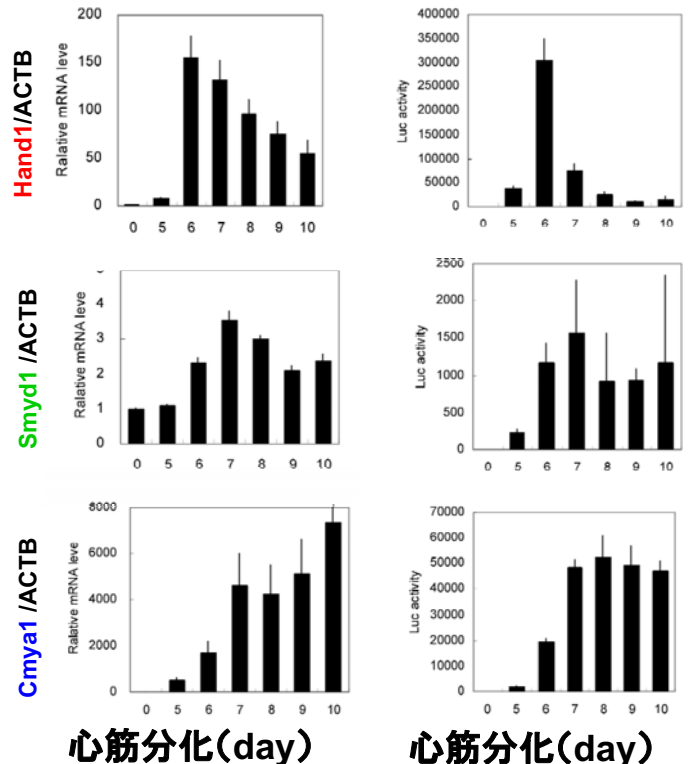 Hand1/ACTB
Ralative mRNA leve
200
150
100
50
0
0 5 6 7 8 9 10
Luc activity
400000
350000
300000
250000
200000
150000
100000
50000
0
0 5 6 7 8 9 10
Smyd1 /ACTB
Ralative mRNA leve
4
3
2
1
0
0 5 6 7 8 9 10
Luc activity
2500
2000
1500
1000
500
0
0 5 6 7 8 9 10
Cmya1 /ACTB
Ralative mRNA leve
8000
6000
4000
2000
0
0 5 6 7 8 9 10
Luc activity
70000
60000
50000
40000
30000
20000
10000
0
0 5 6 7 8 9 10
心筋分化(day)
心筋分化(day)